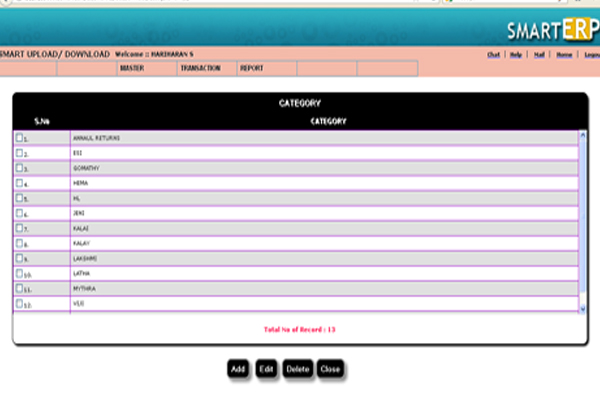 SMARTERP
SMART UPLOAD/ DOWNLOAD Welcome :: HARIHARAN S Chat | Help | Mail | Home | Logou
MASTER TRANSACTION REPORT
CATEGORY
S.No CATEGORY
1. ANNAUL RETURNS
2. ESI
3. GOMATHY
4. HEMA
5. HL
6. JENI
7. KALAI
8. KALAY
9. LAKSHMI
10. LATHA
11. MYTHRA
12. VIJI
Total No of Record : 13
Add Edit Delete Close